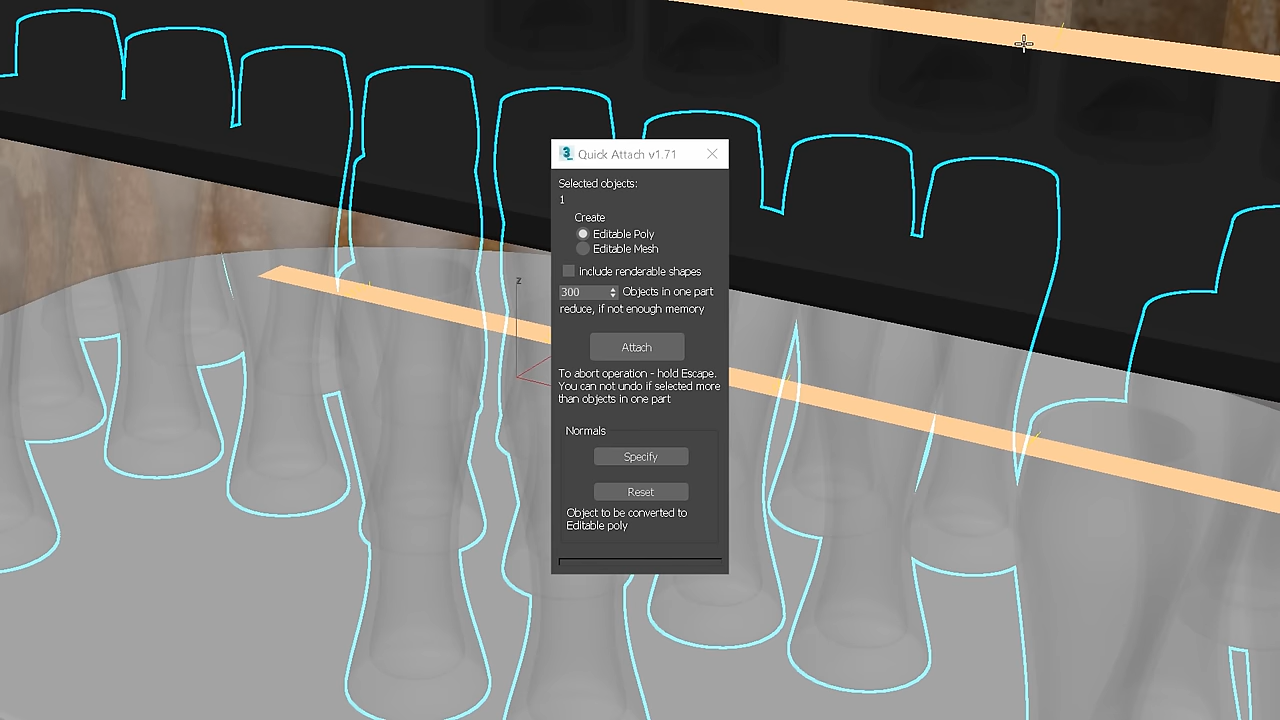 3 Quick Attach v1.71
Selected objects:
1
Create
Editable Poly
Editable Mesh
Include renderable shapes
300 Objects in one part
reduce, if not enough memory
Attach
To abort operation - hold Escape.
You can not undo if selected more
than objects in one part
Normals
Specify
Reset
Object to be converted to
Editable poly
z